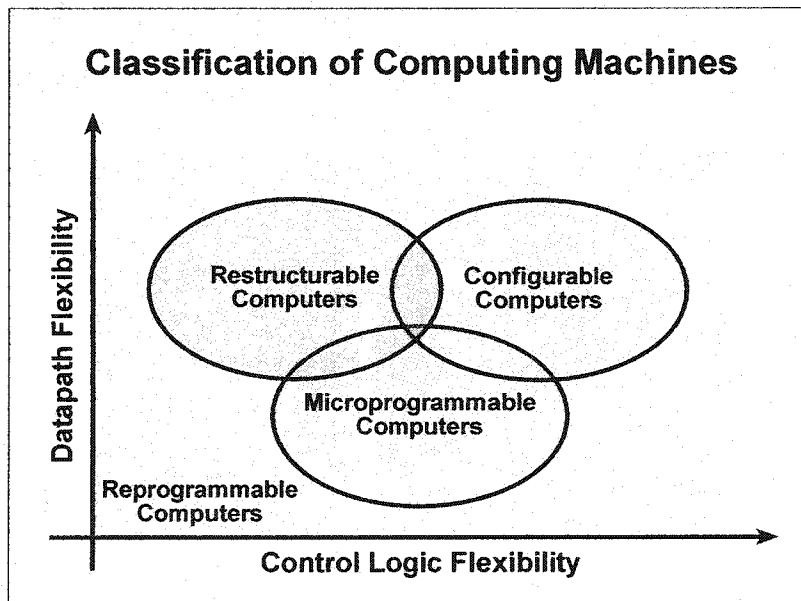 Classification of Computing Machines
Datapath Flexibility
Restructurable
Computers
Configurable
Computers
Microprogrammable
Computers
Reprogrammable
Computers
Control Logic Flexibility